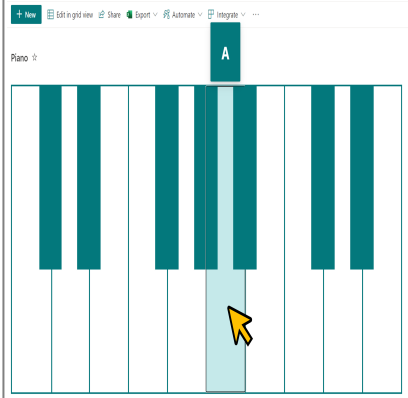 + New Edit in grid view Share Export Automate Integrate ...
Piano
A